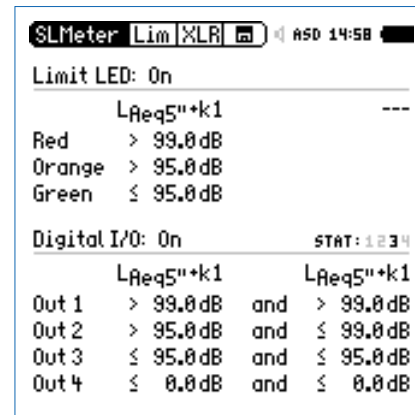 SLMeter Lim XLR ASD 14:58
Limit LED: On
LAeq5"+k1 ---
Red > 99.0dB
Orange > 95.0dB
Green ≤ 95.0dB
Digital I/O: On STAT: 1234
LAeq5"+k1 LAeq5"+k1
Out 1 > 99.0dB and > 99.0dB
Out 2 > 95.0dB and ≤ 99.0dB
Out 3 ≤ 95.0dB and ≤ 95.0dB
Out 4 ≤ 0.0dB and ≤ 0.0dB